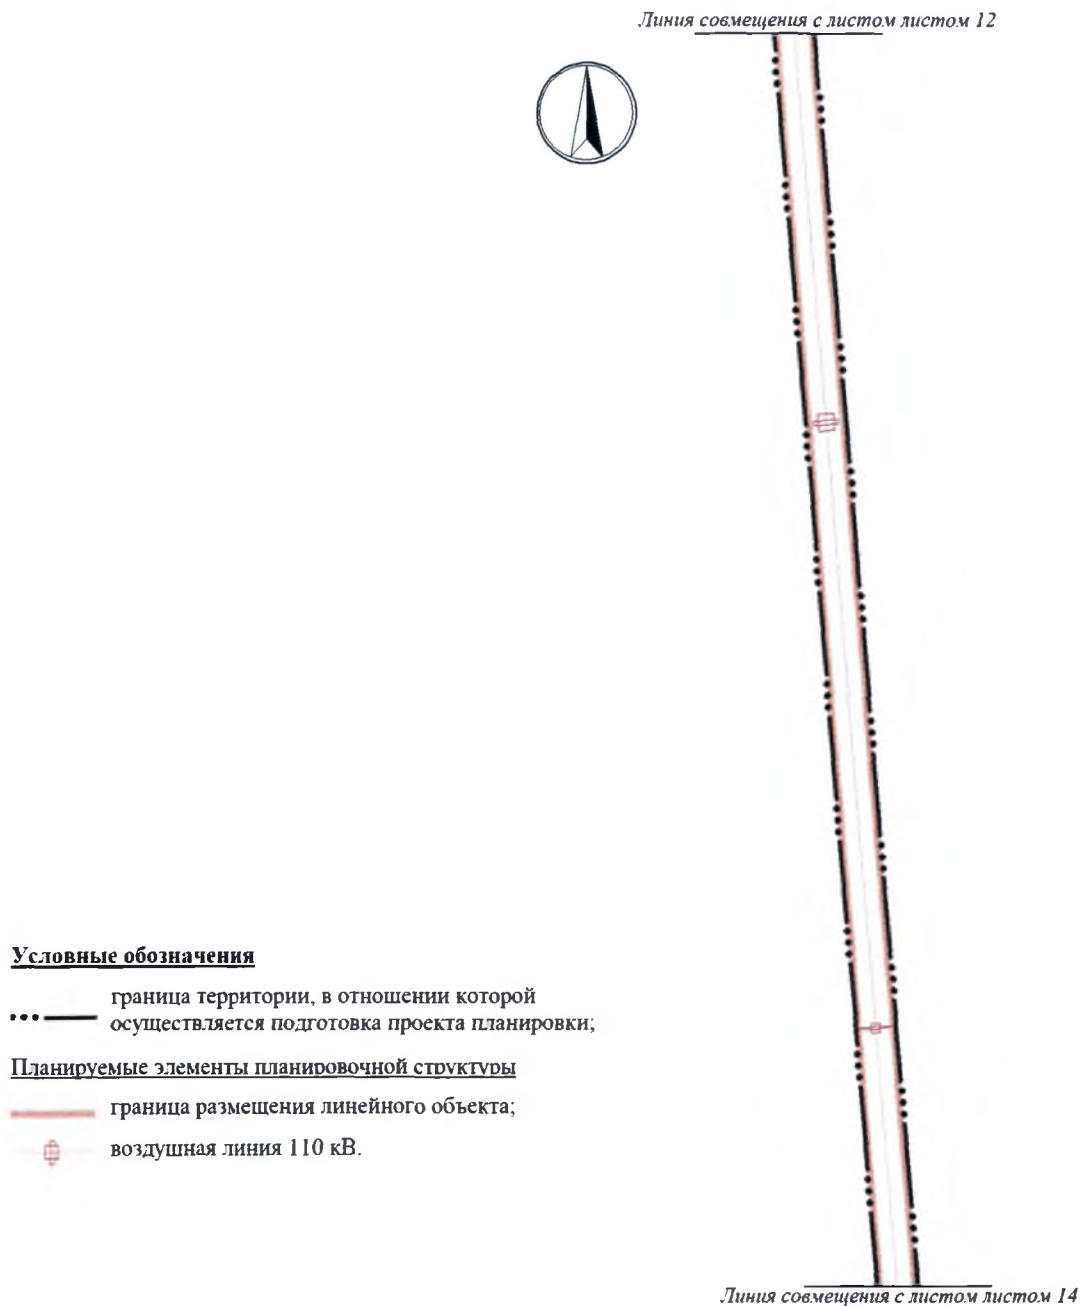 Линия совмещения с листом листом 12
Условные обозначения
граница территории, в отношении которой
осуществляется подготовка проекта планировки;
Планируемые элементы планировочной структуры
граница размещения линейного объекта;
воздушная линия 110 кВ.
Линия совмещения с листом листом 14